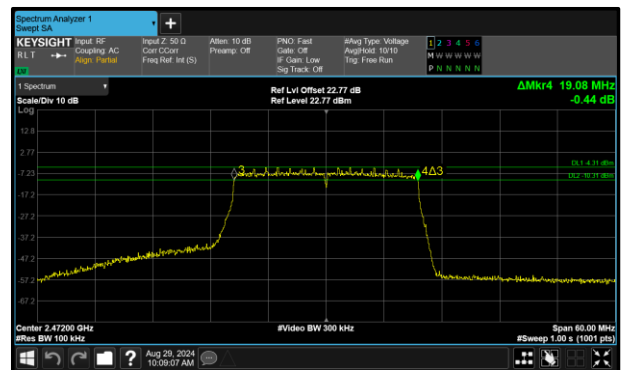 Spectrum Analyzer 1
Swept SA
+
KEYSIGHT Input: RF Input Z: 50 Ω Atten: 10 dB PNO: Fast #Avg Type: Voltage 1 2 3 4 5 6
RLT Coupling: AC Corr CCorr Preamp: Off Gate: Off Avg|Hold: 10/10 M W W W W W
Align: Partial Freq Ref: Int (S) IF Gain: Low Trig: Free Run
Sig Track: Off P N N N N N
1 Spectrum Ref Lvl Offset 22.77 dB ΔMkr4 19.08 MHz
Scale/Div 10 dB Ref Level 22.77 dBm -0.44 dB
Log
12.8
2.77
DL1 -4.31 dBm
-7.23
3
4Δ3
DL2 -10.31 dBm
-17.2
-27.2
-37.2
-47.2
-57.2
-67.2
Center 2.47200 GHz #Video BW 300 kHz Span 60.00 MHz
#Res BW 100 kHz #Sweep 1.00 s (1001 pts)
? Aug 29, 2024
10:09:07 AM